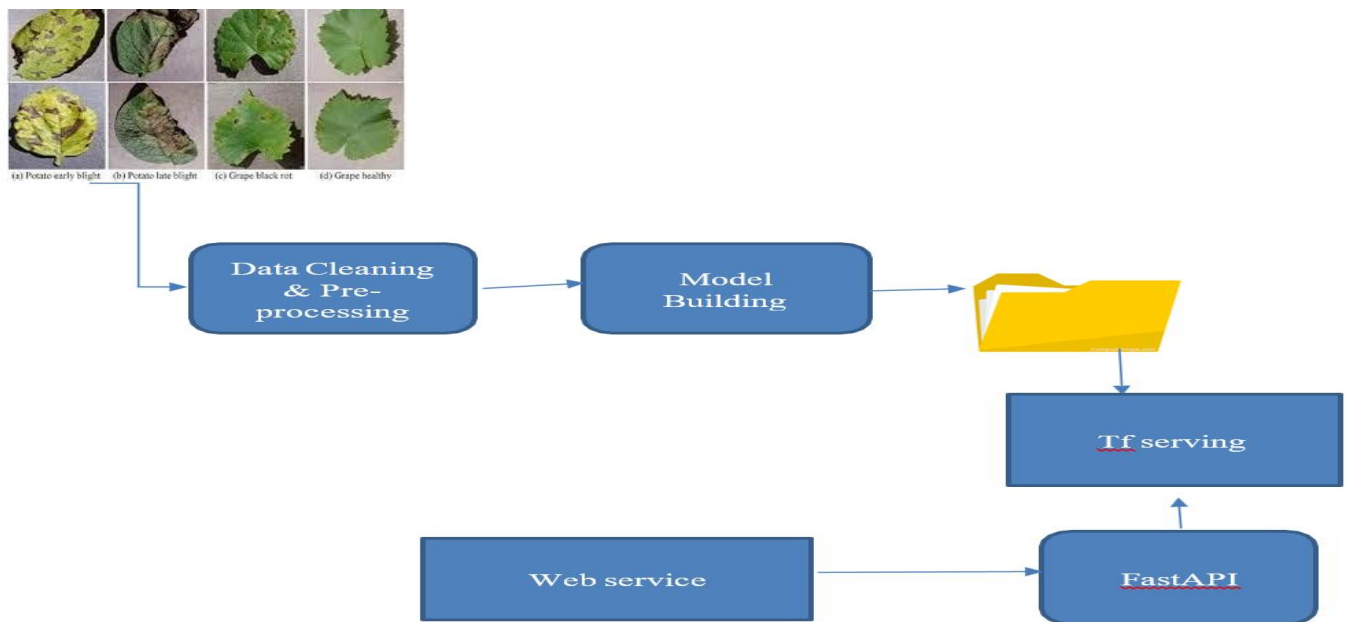 (a) Potato early blight (b) Potato late blight (c) Grape black rot (d) Grape healthy
Data Cleaning
& Pre-
processing
Model
Building
Tf serving
Web service
FastAPI